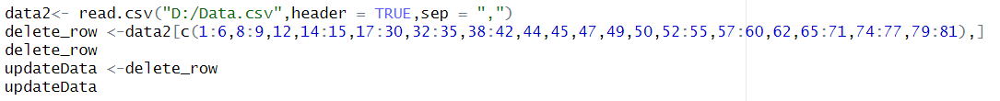 data2<- read.csv("D:/Data.csv",header = TRUE,sep = ",")
delete_row <-data2[c(1:6,8:9,12,14:15,17:30,32:35,38:42,44,45,47,49,50,52:55,57:60,62,65:71,74:77,79:81),]
delete_row
updateData <-delete_row
updateData